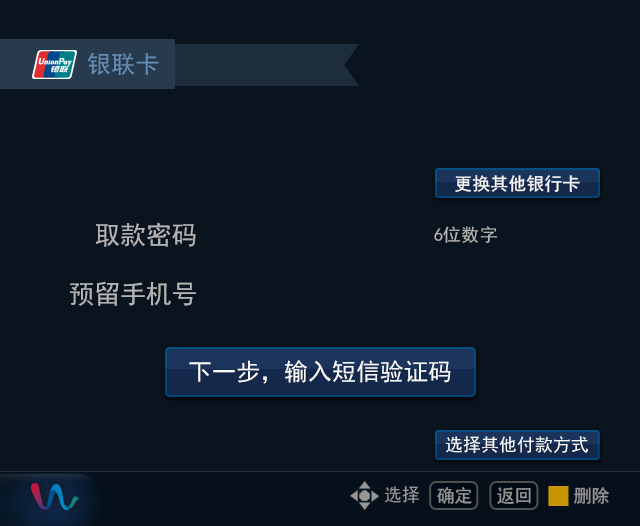 UnionPay
银联
银联卡
更换其他银行卡
取款密码
6位数字
预留手机号
下一步，输入短信验证码
选择其他付款方式
选择 确定 返回 删除